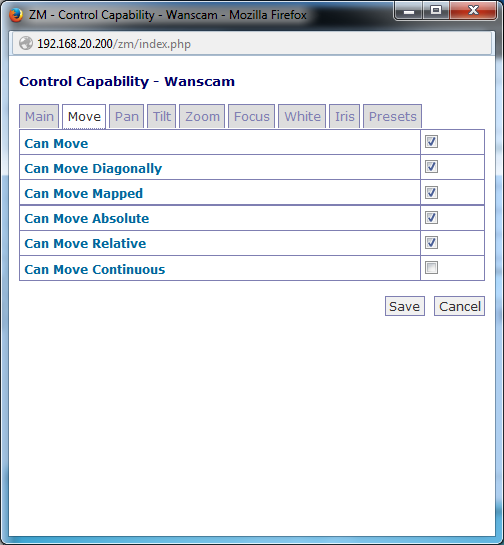 ZM - Control Capability - Wanscam - Mozilla Firefox
192.168.20.200/zm/index.php
Control Capability - Wanscam
Main Move Pan Tilt Zoom Focus White Iris Presets
Can Move
Can Move Diagonally
Can Move Mapped
Can Move Absolute
Can Move Relative
Can Move Continuous
Save Cancel